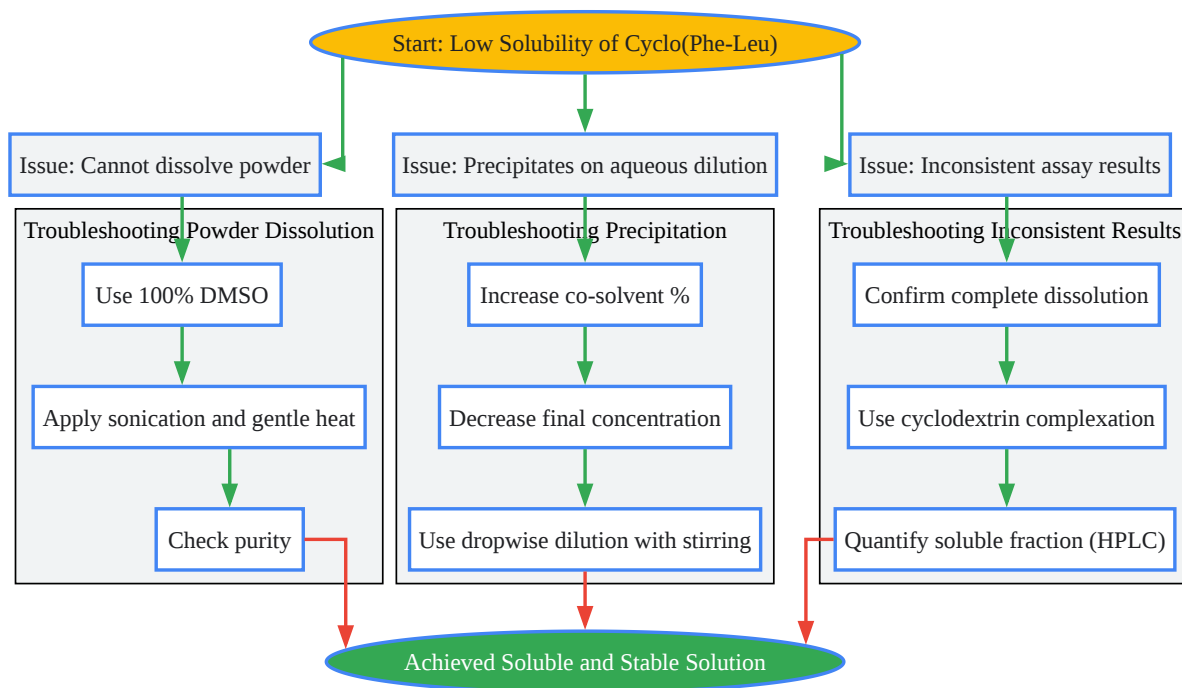 Start: Low Solubility of Cyclo(Phe-Leu)
Issue: Cannot dissolve powder
Issue: Precipitates on aqueous dilution
Issue: Inconsistent assay results
Troubleshooting Powder Dissolution
Troubleshooting Precipitation
Troubleshooting Inconsistent Results
Use 100% DMSO
Increase co-solvent %
Confirm complete dissolution
Apply sonication and gentle heat
Decrease final concentration
Use cyclodextrin complexation
Check purity
Use dropwise dilution with stirring
Quantify soluble fraction (HPLC)
Achieved Soluble and Stable Solution